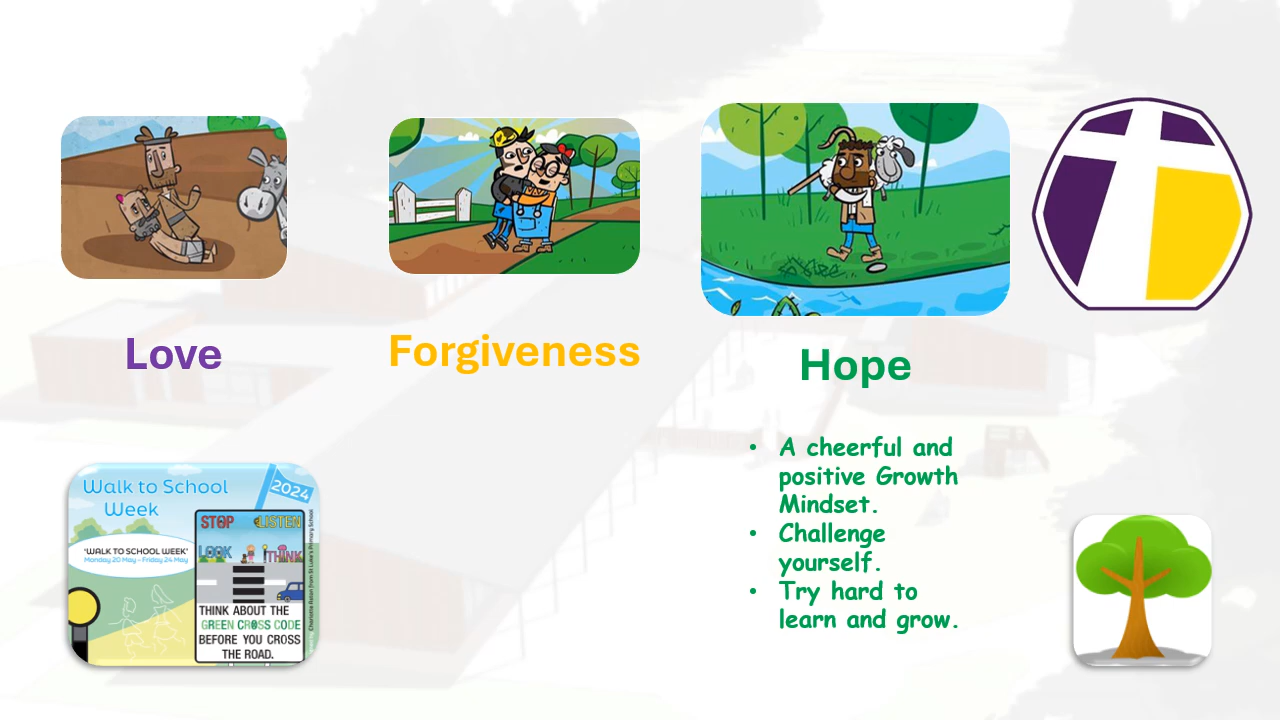 Love
Forgiveness
Hope
• A cheerful and
positive Growth
Mindset.
• Challenge
yourself.
• Try hard to
learn and grow.
Walk to School
Week
2024
'WALK TO SCHOOL WEEK'
Monday 20 May – Friday 24 May
STOP
LISTEN
LOOK
THINK
THINK ABOUT THE
GREEN CROSS CODE
BEFORE YOU CROSS
THE ROAD.